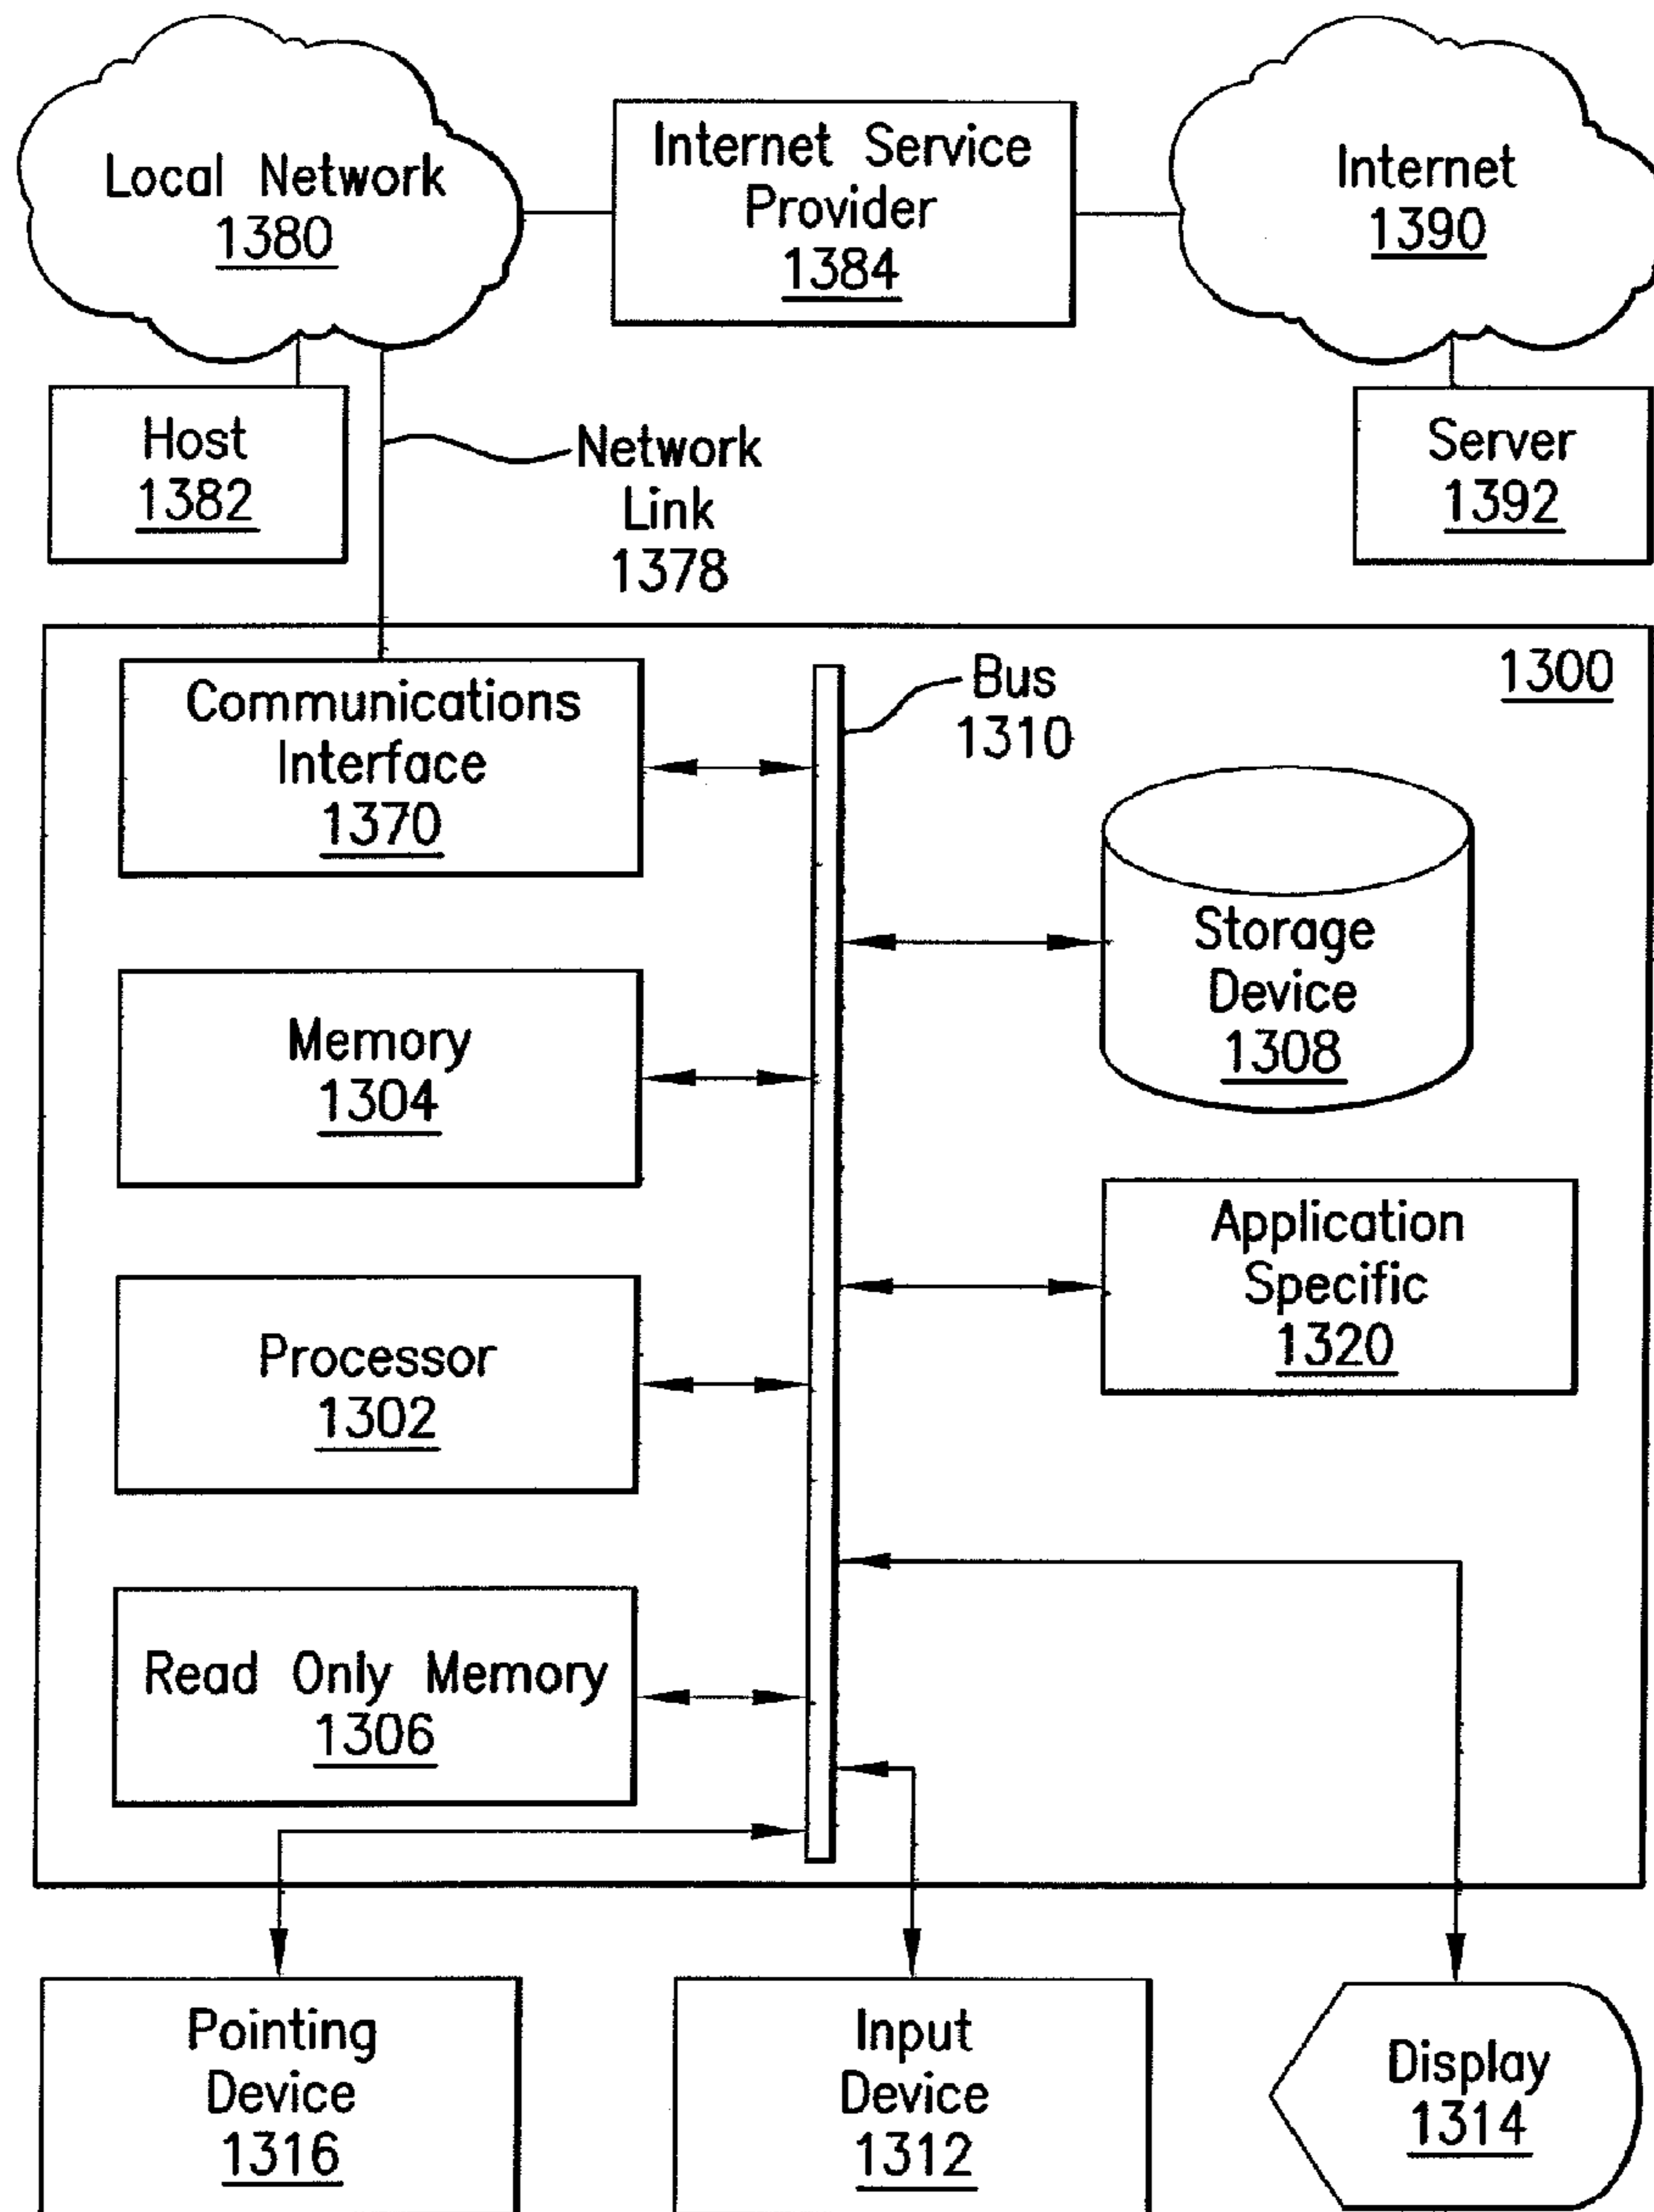 Local Network
1380
Internet Service
Provider
1384
Internet
1390
Host
1382
Network
Link
1378
Server
1392
1300
Communications
Interface
1370
Bus
1310
Storage
Device
1308
Memory
1304
Application
Specific
1320
Processor
1302
Read Only Memory
1306
Pointing
Device
1316
Input
Device
1312
Display
1314